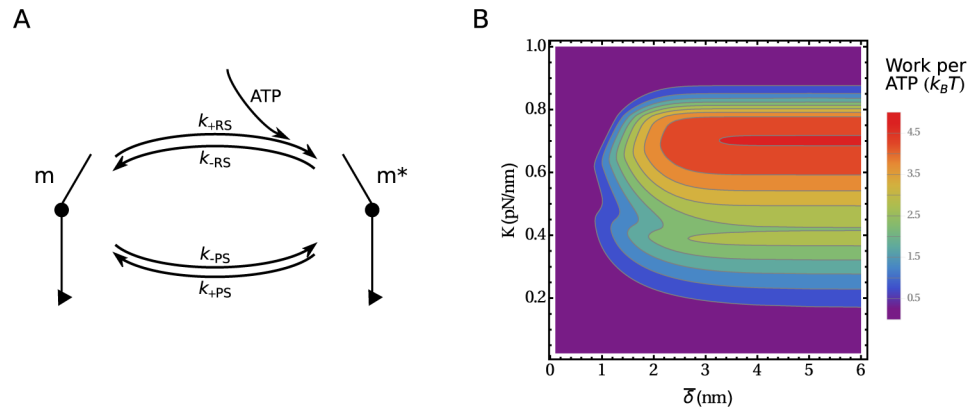 A
ATP
k+RS
k-RS
m
m*
k-PS
k+PS
B
K (pN/nm)
1.0
0.8
0.6
0.4
0.2
0 1 2 3 4 5 6
δ̄ (nm)
Work per
ATP (kBT)
4.5
3.5
2.5
1.5
0.5